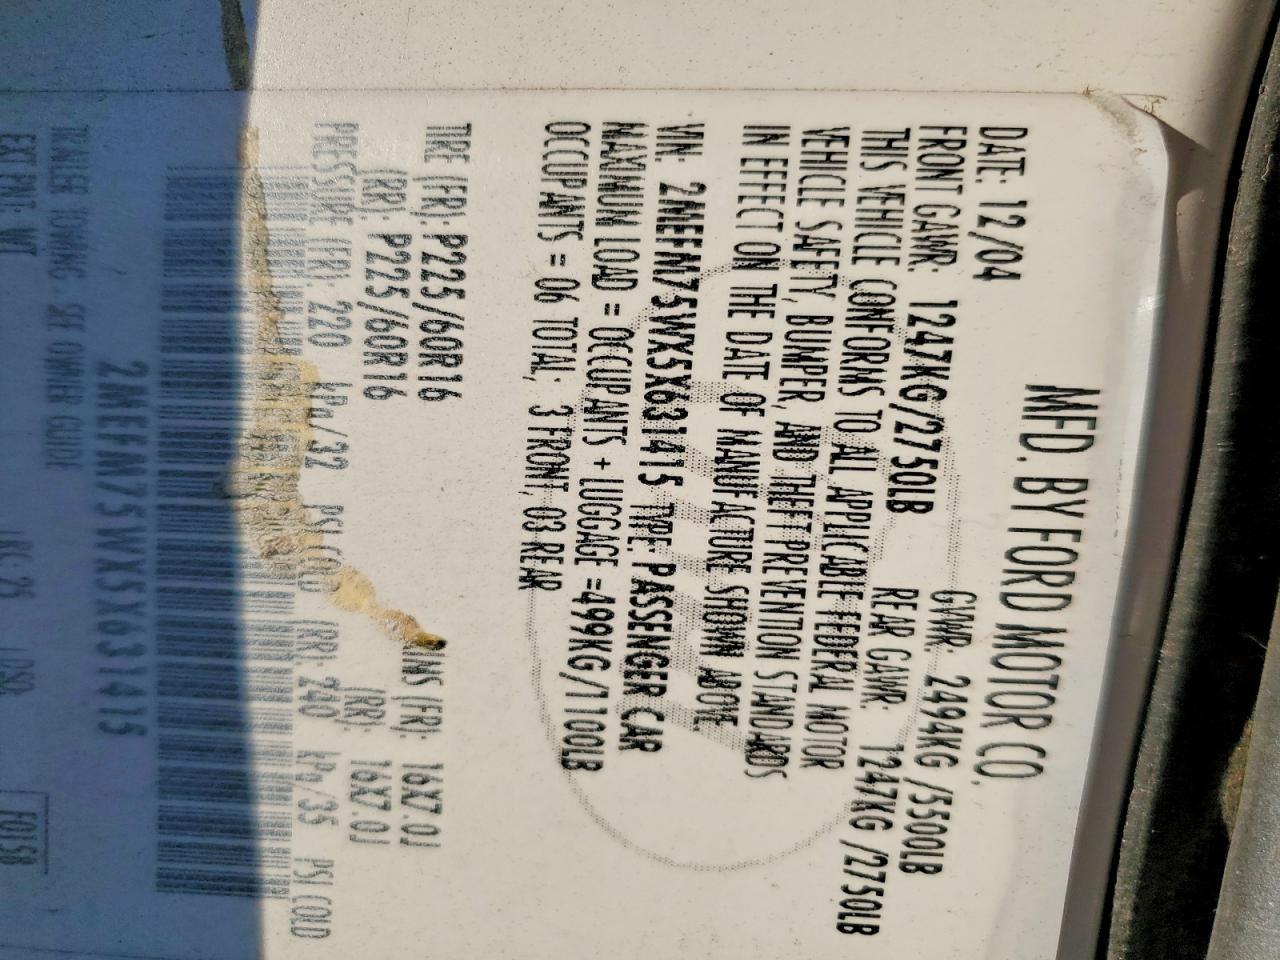 MFD. BY FORD MOTOR CO.
DATE: 12/04 GVWR: 2494KG /5500LB
FRONT GAWR: 1247KG/2750LB REAR GAWR: 1247KG /2750LB
THIS VEHICLE CONFORMS TO ALL APPLICABLE FEDERAL MOTOR
VEHICLE SAFETY, BUMPER, AND THEFT PREVENTION STANDARDS
IN EFFECT ON THE DATE OF MANUFACTURE SHOWN ABOVE
VIN: 2MEFM75WX5X631415 TYPE: PASSENGER CAR
MAXIMUM LOAD = OCCUPANTS + LUGGAGE =499KG/1100LB
OCCUPANTS = 06 TOTAL; 3 FRONT, 03 REAR
TIRE (FR): P225/60R16 RIMS (FR): 16X7.0J
(RR): P225/60R16 (RR): 16X7.0J
PRESSURE (FR): 220 kPa/32 PSI COLD (RR): 240 kPa/35 PSI COLD
2MEFM75WX5X631415
TRAILER TOWING- SEE OWNER GUIDE
EXT PNT: WT DSO: F0158